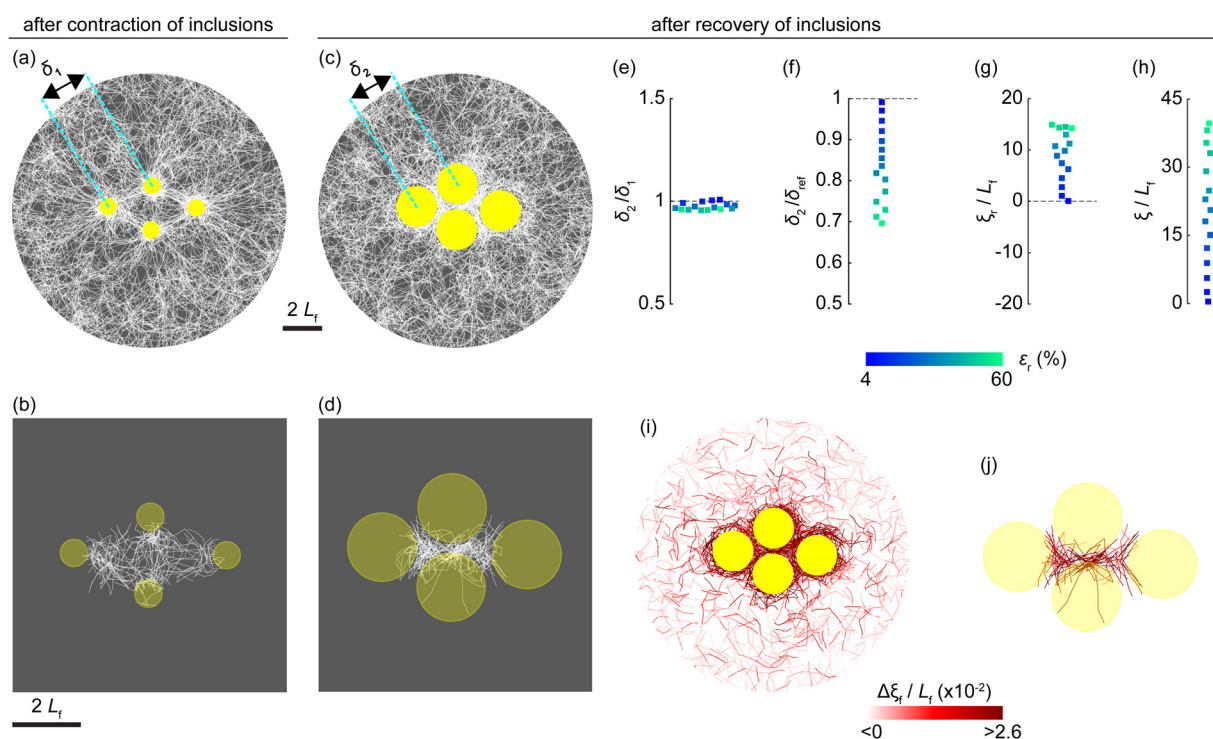 after contraction of inclusions
after recovery of inclusions
(a)
δ₁
(c)
δ₂
2 Lf
(e)
1.5
1
0.5
δ₂/δ₁
(f)
1
0.9
0.8
0.7
0.6
0.5
δ₂/δref
(g)
20
10
0
-10
-20
ξr / Lf
(h)
45
30
15
0
ξ / Lf
4
60
εr (%)
(b)
2 Lf
(d)
(i)
(j)
Δξf / Lf (x10⁻²)
<0
>2.6